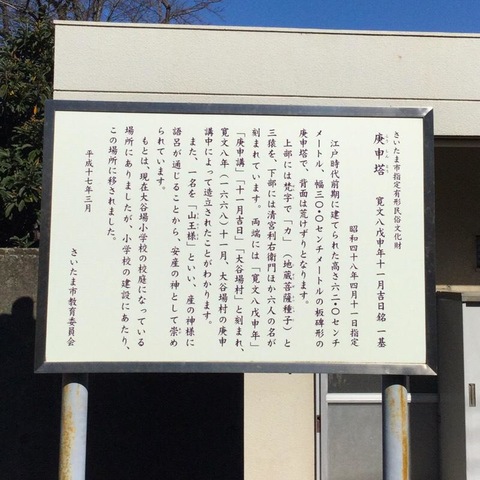 さいたま市指定有形民俗文化財
庚申塔　寛文八戊申年十一月吉日銘　一基
昭和四十八年四月十一日指定
江戸時代前期に建てられた高さ六二・〇センチ
メートル、幅三〇・〇センチメートルの板碑形の
庚申塔で、背面は荒けずりとなります。
上部には梵字で「カ」（地蔵菩薩種子）と
三猿を、下部には清宮利右衛門ほか六人の名が
刻まれています。両端には「寛文八戊申年」
「庚申講」「十一月吉日」「大谷場村」と刻まれ、
寛文八年（一六六八）十一月、大谷場村の庚申
講中によって造立されたことがわかります。
また、一名を「山王様」といい、産の神様に
語呂が通じることから、安産の神として崇め
られています。
もとは、現在大谷場小学校の校庭になっている
場所にありましたが、小学校の建設にあたり、
この場所に移されました。
平成十七年三月
さいたま市教育委員会